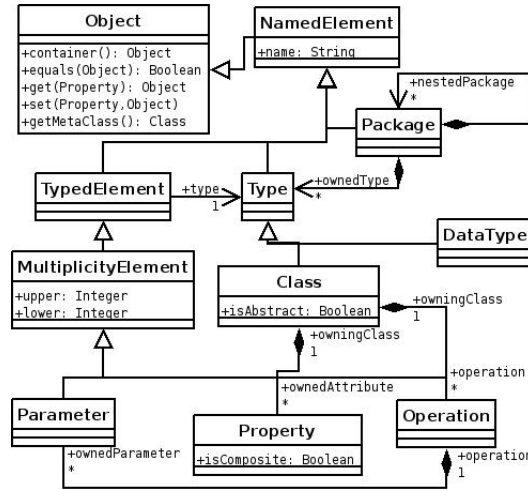 Object
NamedElement
+container(): Object
+equals(Object): Boolean
+get(Property): Object
+set(Property,Object)
+getMetaClass(): Class
+name: String
+nestedPackage
*
Package
TypedElement
+type
1
Type
+ownedType
*
DataType
MultiplicityElement
+upper: Integer
+lower: Integer
Class
+isAbstract: Boolean
+owningClass
1
+owningClass
1
+operation
*
+ownedAttribute
*
Parameter
Property
+isComposite: Boolean
Operation
+ownedParameter
*
+operation
1